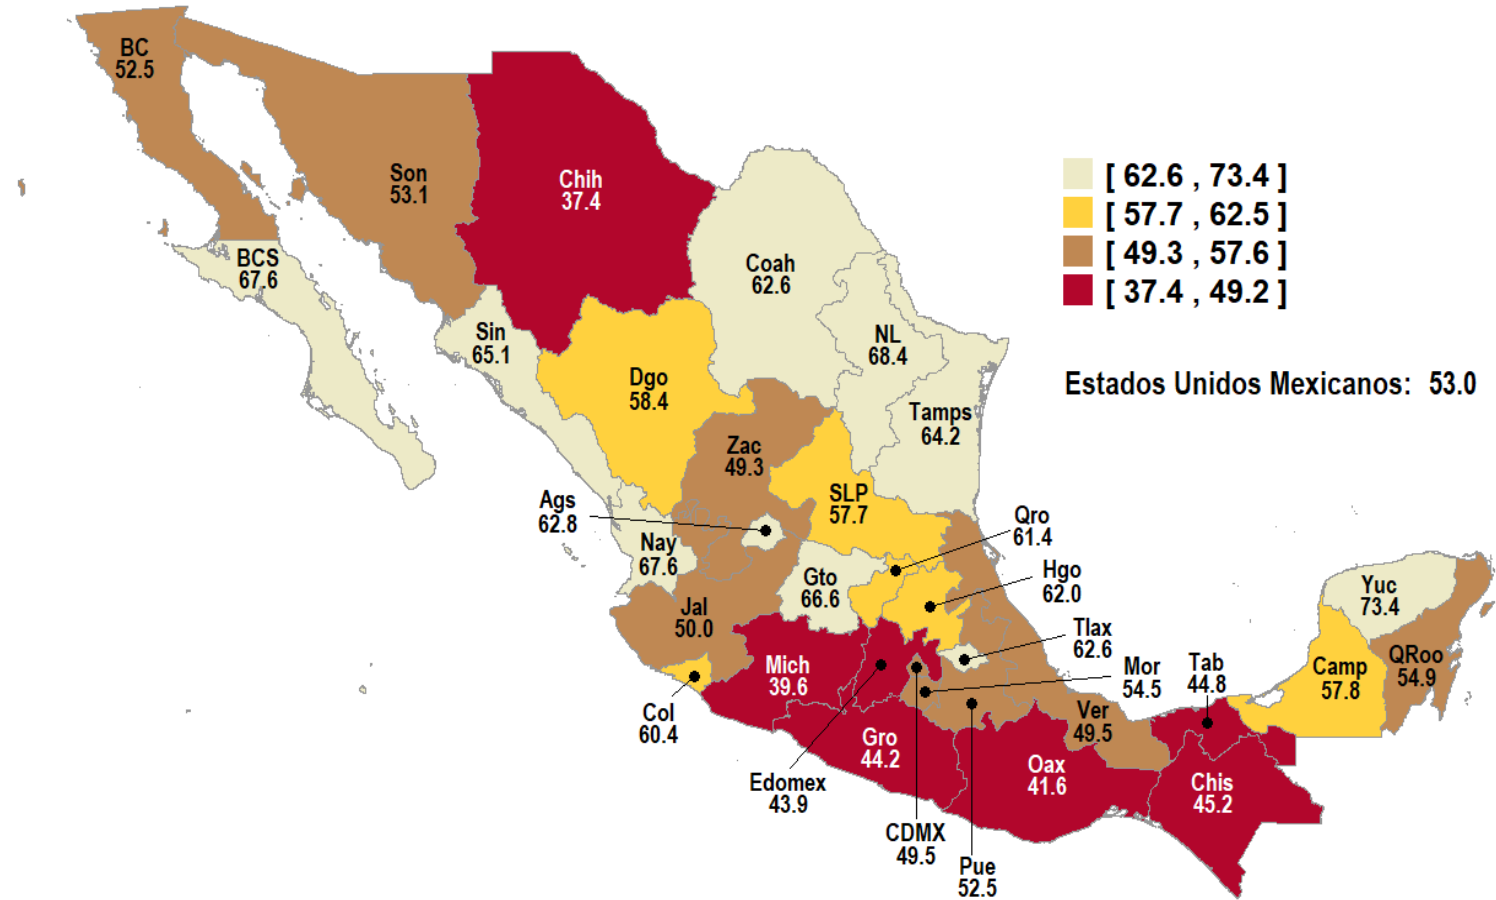 BC
52.5
Son
53.1
Chih
37.4
[ 62.6 , 73.4 ]
[ 57.7 , 62.5 ]
[ 49.3 , 57.6 ]
[ 37.4 , 49.2 ]
Estados Unidos Mexicanos: 53.0
BCS
67.6
Coah
62.6
Sin
65.1
NL
68.4
Dgo
58.4
Tamps
64.2
Zac
49.3
SLP
57.7
Ags
62.8
Qro
61.4
Nay
67.6
Gto
66.6
Hgo
62.0
Yuc
73.4
Jal
50.0
Tlax
62.6
Mich
39.6
Mor
54.5
Tab
44.8
Camp
57.8
QRoo
54.9
Col
60.4
Ver
49.5
Gro
44.2
Oax
41.6
Chis
45.2
Edomex
43.9
CDMX
49.5
Pue
52.5